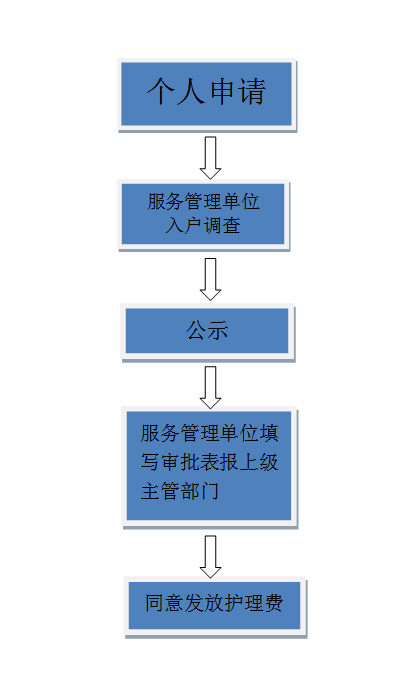 个人申请
服务管理单位
入户调查
公示
服务管理单位填
写审批表报上级
主管部门
同意发放护理费